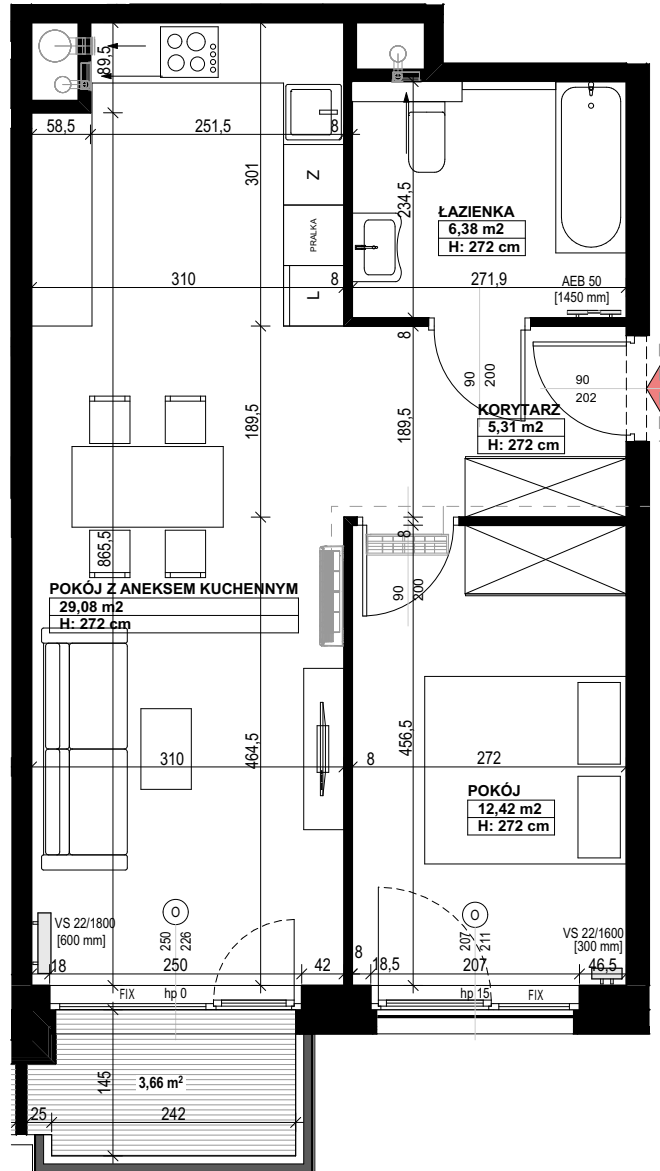 89,5
58,5
251,5
8
301
Z
PRALKA
L
234,5
ŁAZIENKA
6,38 m2
H: 272 cm
310
8
271,9
AEB 50
[1450 mm]
8
90
200
90
202
KORYTARZ
5,31 m2
H: 272 cm
189,5
189,5
865,5
8
90
200
POKÓJ Z ANEKSEM KUCHENNYM
29,08 m2
H: 272 cm
310
464,5
8
456,5
272
POKÓJ
12,42 m2
H: 272 cm
VS 22/1800
[600 mm]
O
250
226
O
207
211
VS 22/1600
[300 mm]
18
250
42
8
18,5
207
46,5
FIX
hp 0
hp 15
FIX
145
3,66 m²
25
242